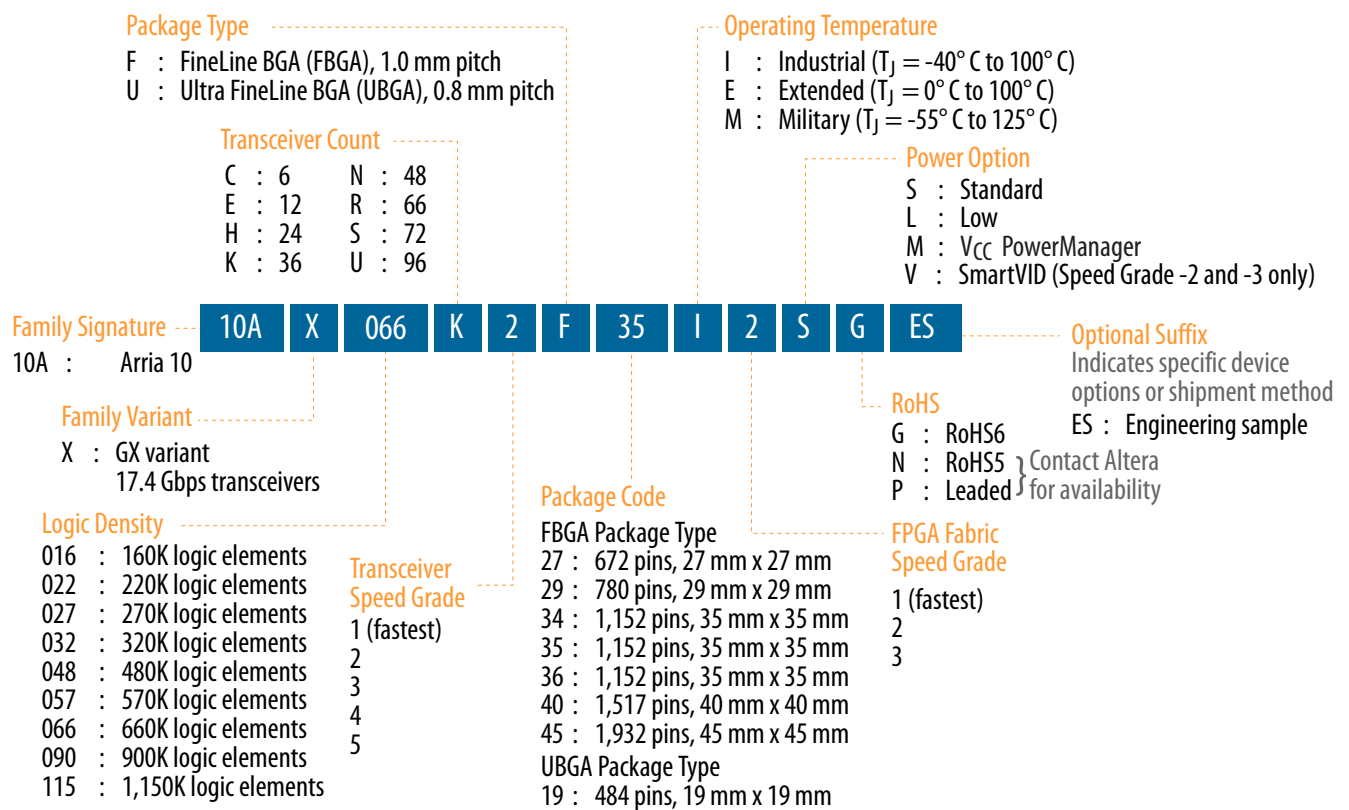 Package Type
F : FineLine BGA (FBGA), 1.0 mm pitch
U : Ultra FineLine BGA (UBGA), 0.8 mm pitch
Operating Temperature
I : Industrial (TJ = -40° C to 100° C)
E : Extended (TJ = 0° C to 100° C)
M : Military (TJ = -55° C to 125° C)
Transceiver Count
C : 6 N : 48
E : 12 R : 66
H : 24 S : 72
K : 36 U : 96
Power Option
S : Standard
L : Low
M : VCC PowerManager
V : SmartVID (Speed Grade -2 and -3 only)
Family Signature
10A : Arria 10
10A X 066 K 2 F 35 I 2 S G ES
Optional Suffix
Indicates specific device
options or shipment method
ES : Engineering sample
Family Variant
X : GX variant
17.4 Gbps transceivers
RoHS
G : RoHS6
N : RoHS5
P : Leaded
Contact Altera
for availability
Logic Density
016 : 160K logic elements
022 : 220K logic elements
027 : 270K logic elements
032 : 320K logic elements
048 : 480K logic elements
057 : 570K logic elements
066 : 660K logic elements
090 : 900K logic elements
115 : 1,150K logic elements
Transceiver
Speed Grade
1 (fastest)
2
3
4
5
Package Code
FBGA Package Type
27 : 672 pins, 27 mm x 27 mm
29 : 780 pins, 29 mm x 29 mm
34 : 1,152 pins, 35 mm x 35 mm
35 : 1,152 pins, 35 mm x 35 mm
36 : 1,152 pins, 35 mm x 35 mm
40 : 1,517 pins, 40 mm x 40 mm
45 : 1,932 pins, 45 mm x 45 mm
UBGA Package Type
19 : 484 pins, 19 mm x 19 mm
FPGA Fabric
Speed Grade
1 (fastest)
2
3